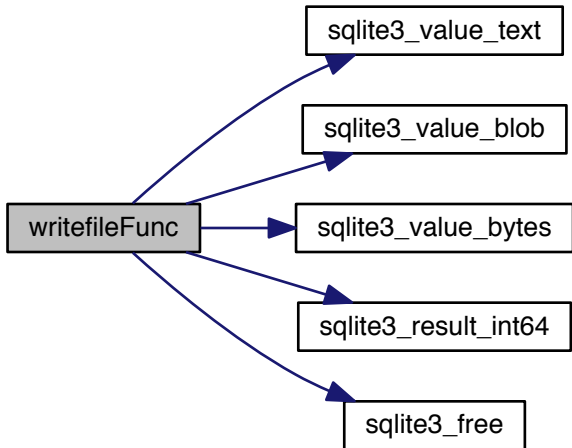 sqlite3_value_text
sqlite3_value_blob
writefileFunc
sqlite3_value_bytes
sqlite3_result_int64
sqlite3_free